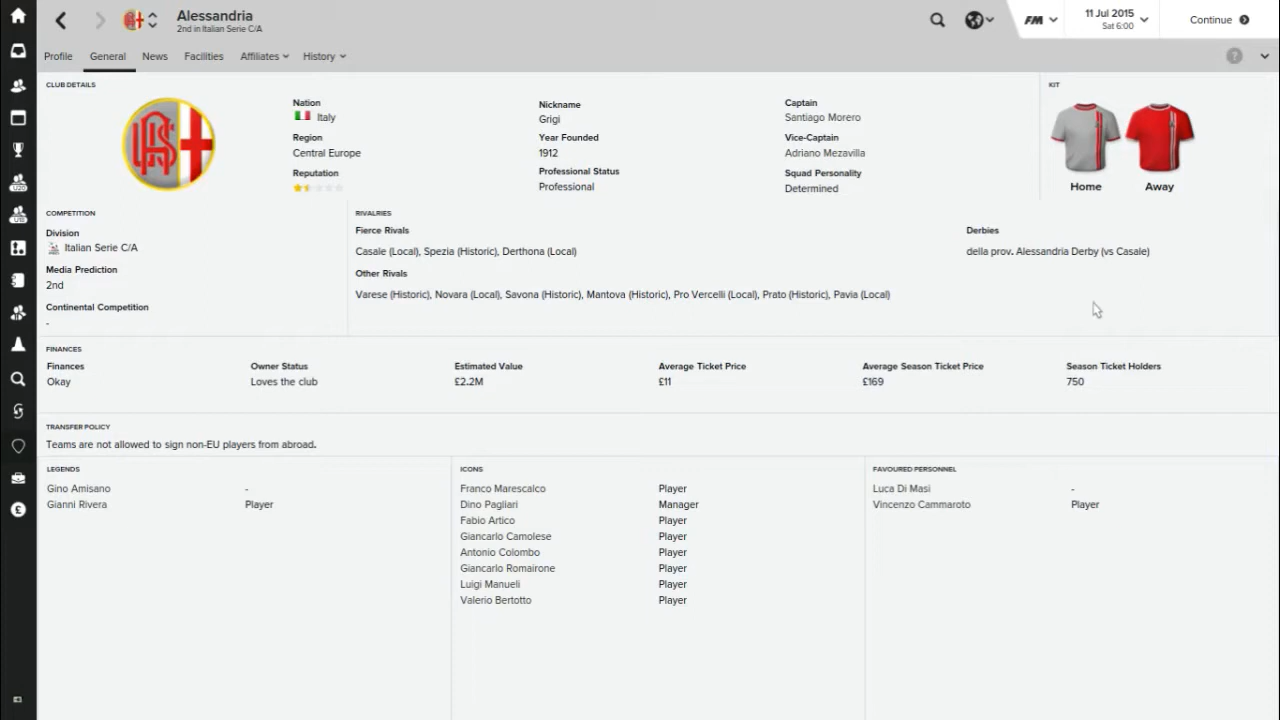 Alessandria
2nd in Italian Serie C/A
FM
11 Jul 2015
Sat 6:00
Continue
Profile
General
News
Facilities
Affiliates
History
?
CLUB DETAILS
Nation
Italy
Region
Central Europe
Reputation
Nickname
Grigi
Year Founded
1912
Professional Status
Professional
Captain
Santiago Morero
Vice-Captain
Adriano Mezavilla
Squad Personality
Determined
KIT
Home
Away
COMPETITION
Division
Italian Serie C/A
Media Prediction
2nd
Continental Competition
-
RIVALRIES
Fierce Rivals
Casale (Local), Spezia (Historic), Derthona (Local)
Other Rivals
Varese (Historic), Novara (Local), Savona (Historic), Mantova (Historic), Pro Vercelli (Local), Prato (Historic), Pavia (Local)
Derbies
della prov. Alessandria Derby (vs Casale)
FINANCES
Finances
Okay
Owner Status
Loves the club
Estimated Value
£2.2M
Average Ticket Price
£11
Average Season Ticket Price
£169
Season Ticket Holders
750
TRANSFER POLICY
Teams are not allowed to sign non-EU players from abroad.
LEGENDS
Gino Amisano -
Gianni Rivera Player
ICONS
Franco Marescalco Player
Dino Pagliari Manager
Fabio Artico Player
Giancarlo Camolese Player
Antonio Colombo Player
Giancarlo Romairone Player
Luigi Manueli Player
Valerio Bertotto Player
FAVOURED PERSONNEL
Luca Di Masi -
Vincenzo Cammaroto Player